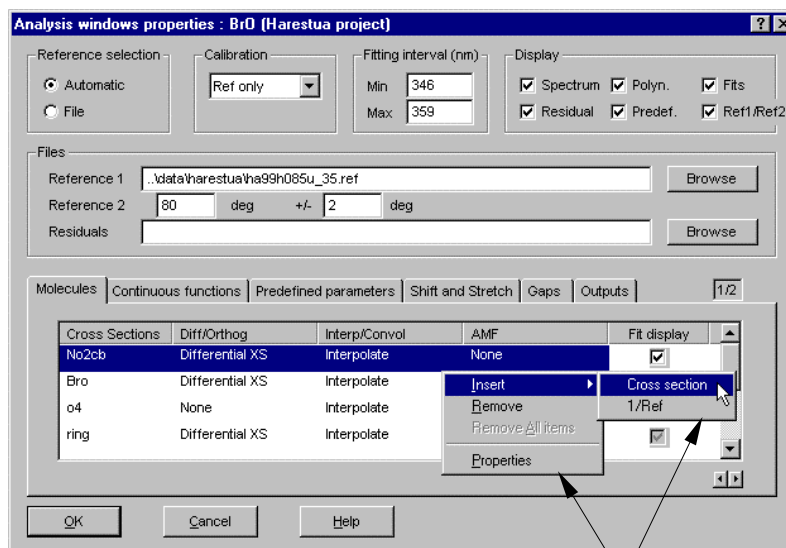 Analysis windows properties : BrO (Harestua project)
Reference selection
Automatic
File
Calibration
Ref only
Fitting interval (nm)
Min 346
Max 359
Display
Spectrum Polyn. Fits
Residual Predef. Ref1/Ref2
Files
Reference 1 ..\data\harestua\ha99h085u_35.ref Browse
Reference 2 80 deg +/- 2 deg
Residuals Browse
Molecules Continuous functions Predefined parameters Shift and Stretch Gaps Outputs 1/2
Cross Sections Diff/Orthog Interp/Convol AMF Fit display
No2cb Differential XS Interpolate None
Bro Differential XS Interpolate
o4 None Interpolate
ring Differential XS Interpolate
Insert
Remove
Remove All items
Properties
Cross section
1/Ref
OK Cancel Help